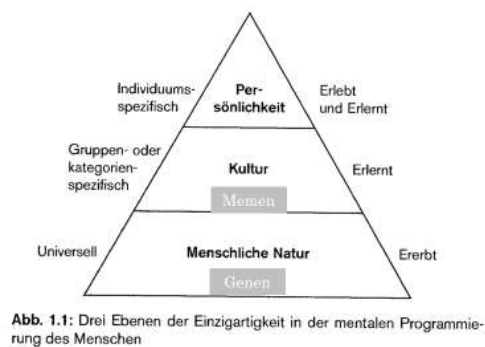 Individuums-
spezifisch
Per-
sönlichkeit
Erlebt
und Erlernt
Gruppen- oder
kategorien-
spezifisch
Kultur
Memen
Erlernt
Universell
Menschliche Natur
Genen
Ererbt
Abb. 1.1: Drei Ebenen der Einzigartigkeit in der mentalen Programmie-
rung des Menschen